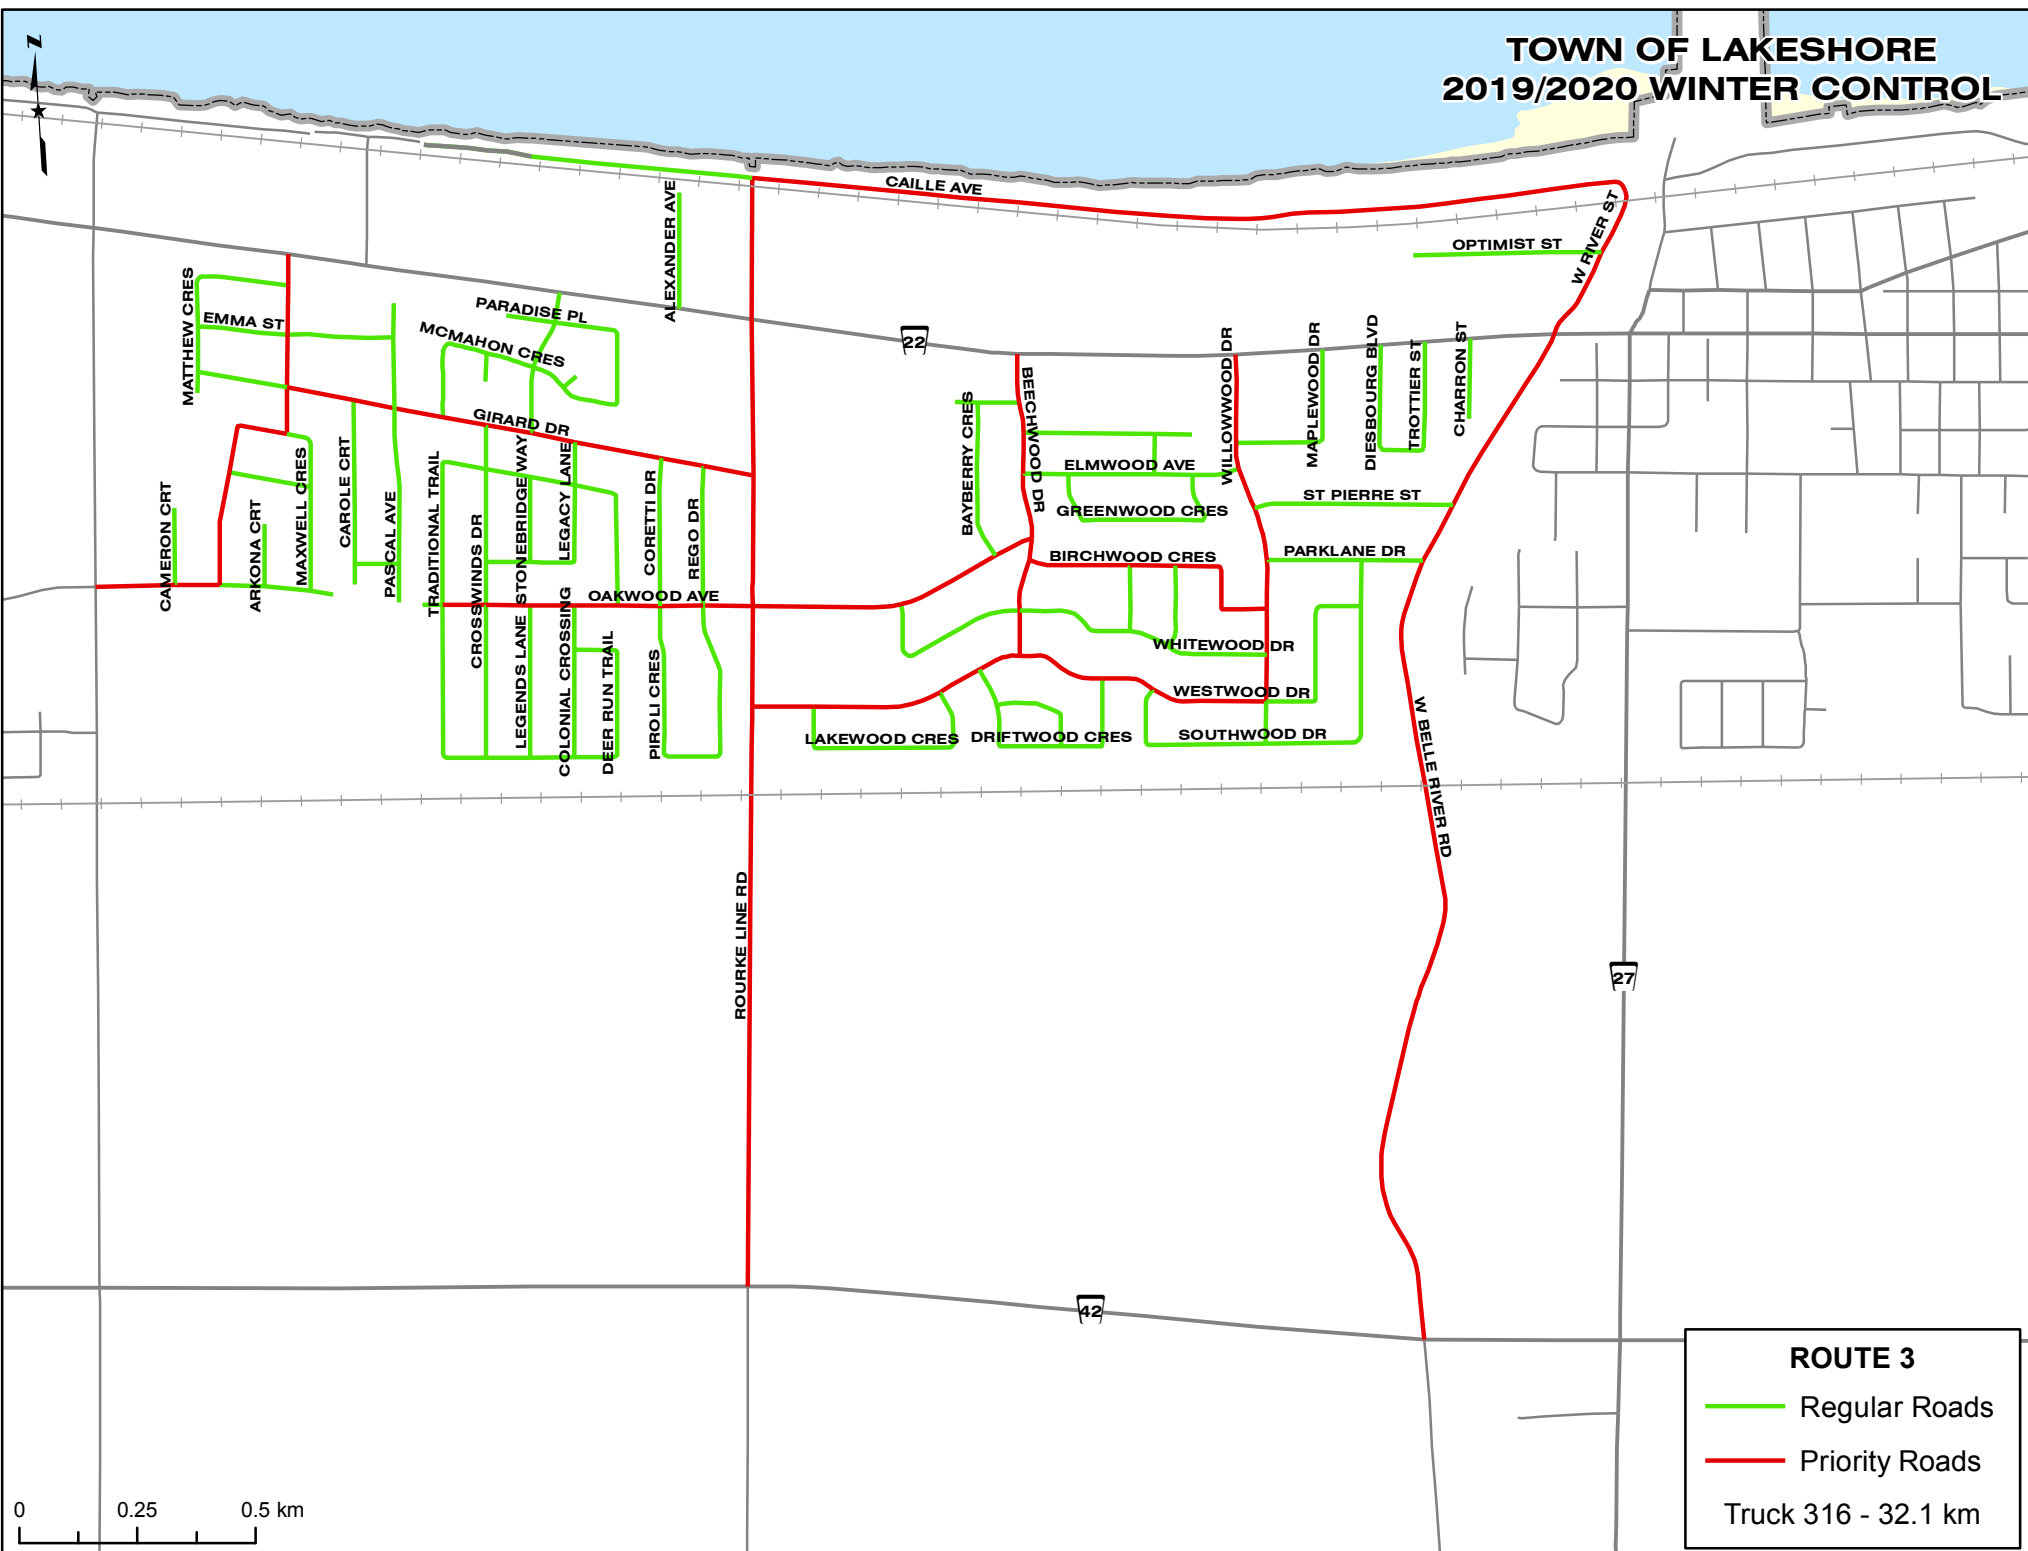 N
TOWN OF LAKESHORE
2019/2020 WINTER CONTROL
CAILLE AVE
ALEXANDER AVE
OPTIMIST ST
W RIVER ST
MATTHEW CRES
EMMA ST
PARADISE PL
MCMAHON CRES
22
GIRARD DR
BEECHWOOD DR
BAYBERRY CRES
WILLOWWOOD DR
MAPLEWOOD DR
DIESBOURG BLVD
TROTTIER ST
CHARRON ST
ELMWOOD AVE
GREENWOOD CRES
ST PIERRE ST
BIRCHWOOD CRES
PARKLANE DR
CAMERON CRT
ARKONA CRT
MAXWELL CRES
CAROLE CRT
PASCAL AVE
TRADITIONAL TRAIL
CROSSWINDS DR
STONEBRIDGE WAY
LEGACY LANE
CORETTI DR
REGO DR
OAKWOOD AVE
LEGENDS LANE
COLONIAL CROSSING
DEER RUN TRAIL
PIROLI CRES
WHITEWOOD DR
WESTWOOD DR
LAKEWOOD CRES
DRIFTWOOD CRES
SOUTHWOOD DR
W BELLE RIVER RD
ROURKE LINE RD
27
42
ROUTE 3
Regular Roads
Priority Roads
Truck 316 - 32.1 km
0 0.25 0.5 km